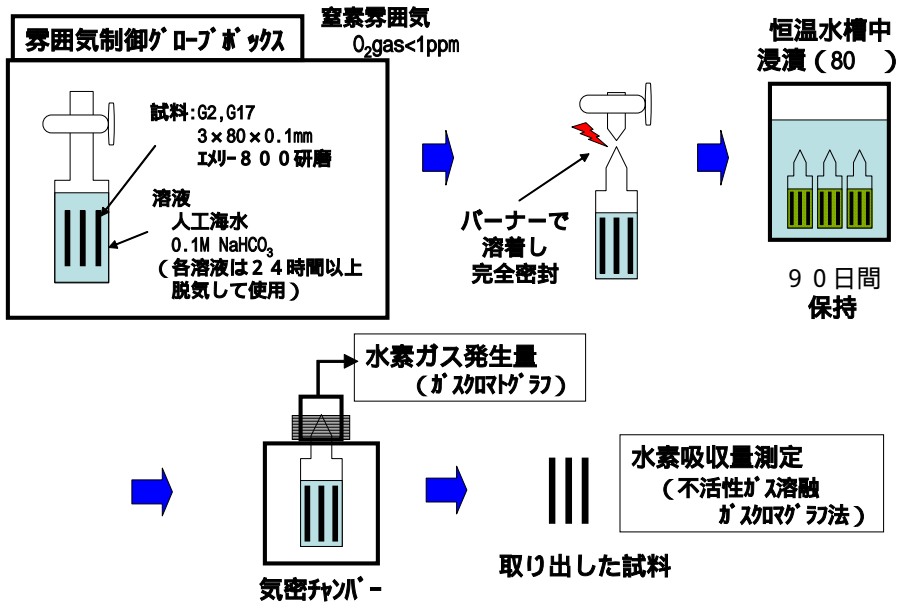 雰囲気制御ｸﾞﾛｰﾌﾞﾎﾞｯｸｽ
窒素雰囲気
O₂gas<1ppm
試料:G2,G17
3×80×0.1mm
ｴﾒﾘｰ８００研磨
溶液
人工海水
0.1M NaHCO₃
（各溶液は２４時間以上
脱気して使用）
バーナーで
溶着し
完全密封
恒温水槽中
浸漬（80　）
９０日間
保持
水素ガス発生量
（ｶﾞｽｸﾛﾏﾄｸﾞﾗﾌ）
気密ﾁｬﾝﾊﾞｰ
取り出した試料
水素吸収量測定
（不活性ｶﾞｽ溶融
ｶﾞｽｸﾛﾏｸﾞﾗﾌ法）